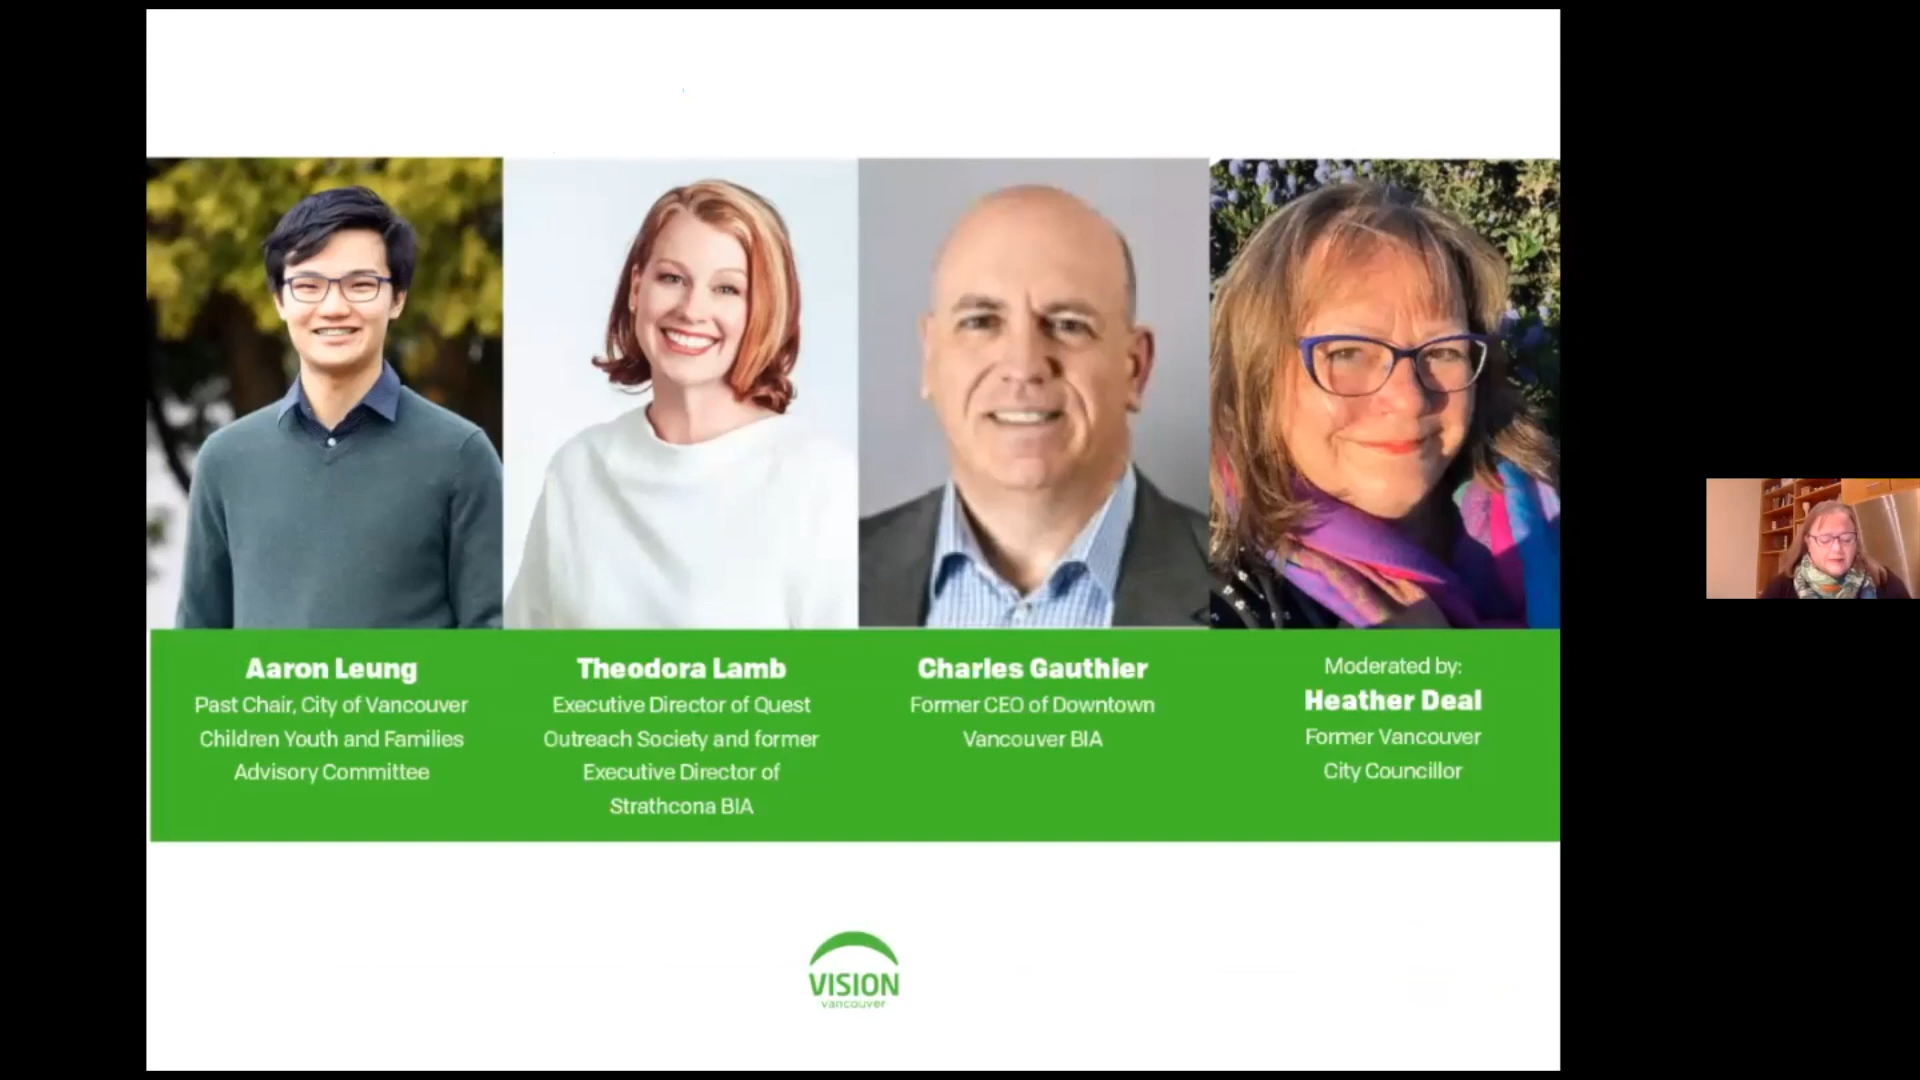 Aaron Leung
Past Chair, City of Vancouver
Children Youth and Families
Advisory Committee
Theodora Lamb
Executive Director of Quest
Outreach Society and former
Executive Director of
Strathcona BIA
Charles Gauthier
Former CEO of Downtown
Vancouver BIA
Moderated by:
Heather Deal
Former Vancouver
City Councillor
VISION
vancouver